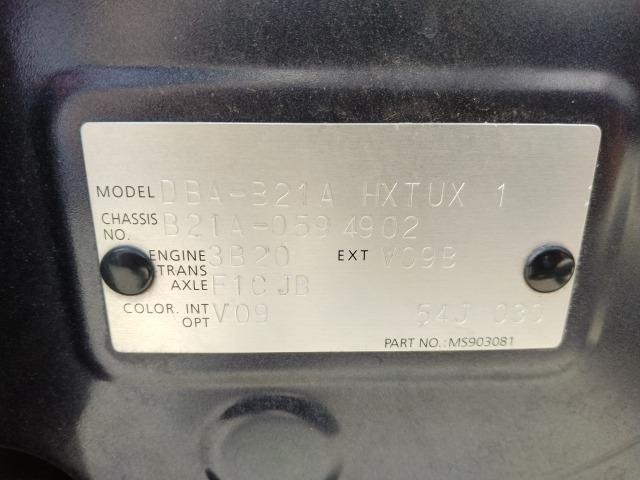 MODEL DBA-B21A HXTUX 1
CHASSIS NO. B21A-0594902
ENGINE 3B20 EXT V09B
TRANS AXLE F1CJB
COLOR. INT V09
OPT 54J
PART NO.: MS903081